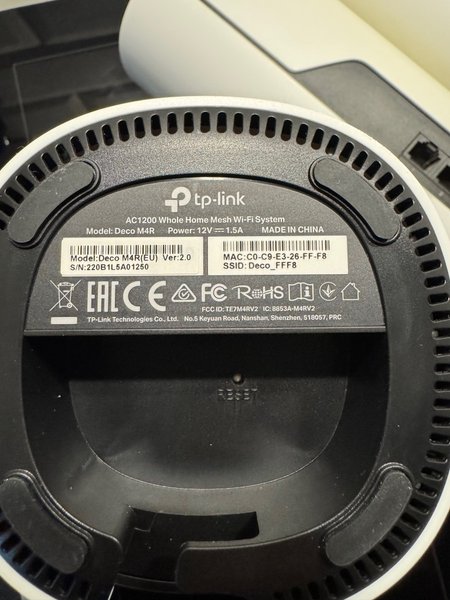 tp-link
AC1200 Whole Home Mesh Wi-Fi System
Model: Deco M4R Power: 12V⎓1.5A MADE IN CHINA
Model:Deco M4R(EU) Ver:2.0
S/N:220B1L5A01250
MAC:C0-C9-E3-26-FF-F8
SSID: Deco_FFF8
EAC CE FC RoHS
FCC ID: TE7M4RV2 IC: 8853A-M4RV2
TP-Link Technologies Co., Ltd. No.5 Keyuan Road, Nanshan, Shenzhen, 518057, PRC
RESET